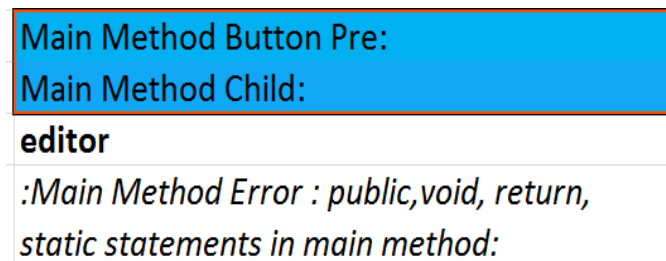 Main Method Button Pre:
Main Method Child:
editor
:Main Method Error : public,void, return,
static statements in main method: